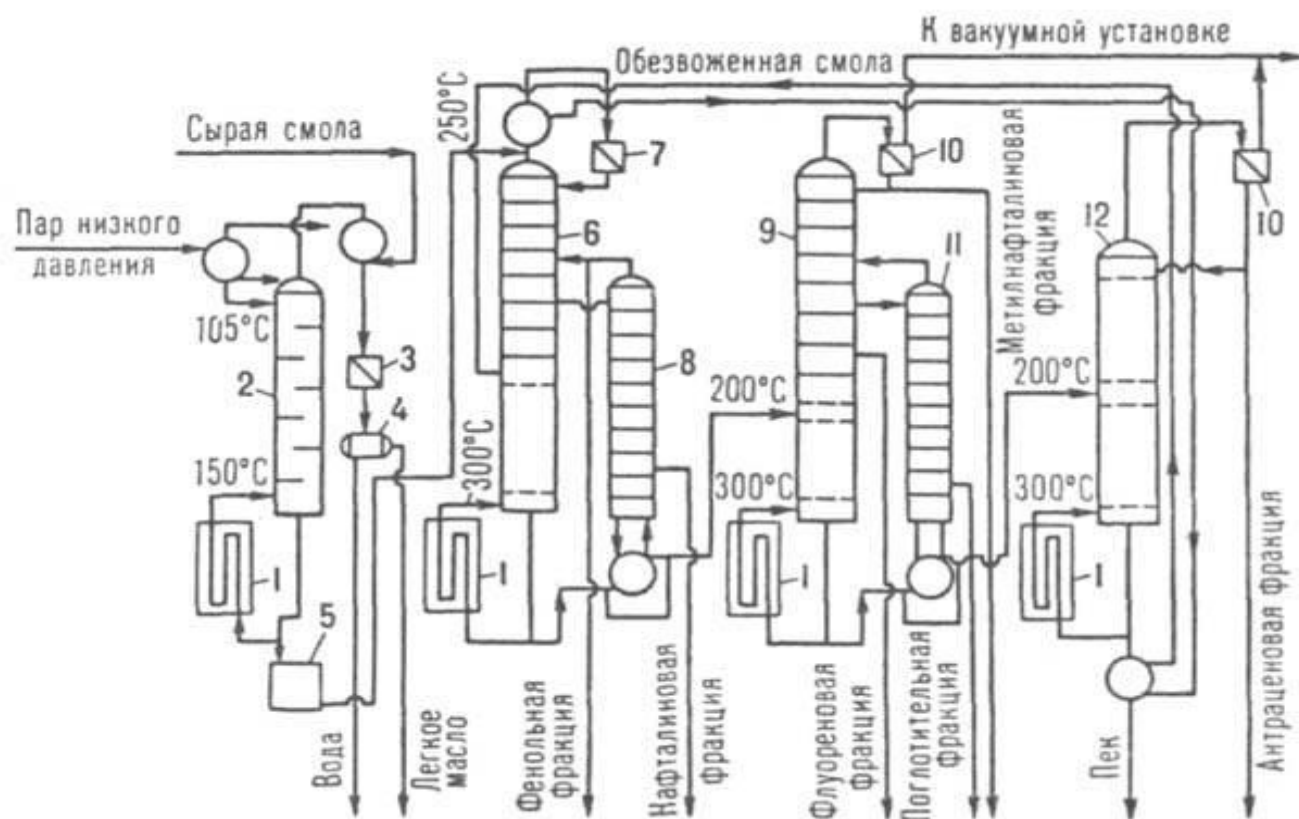 К вакуумной установке
Обезвоженная смола
250°С
Сырая смола
7
10
Метилнафталиновая
фракция
10
Пар низкого
давления
6
9
11
12
105°С
2
3
8
200°С
200°С
4
150°С
300°С
300°С
300°С
1
1
1
1
5
Вода
Легкое
масло
Фенольная
фракция
Нафталиновая
фракция
Флуореновая
фракция
Поглотительная
фракция
Пек
Антраценовая фракция